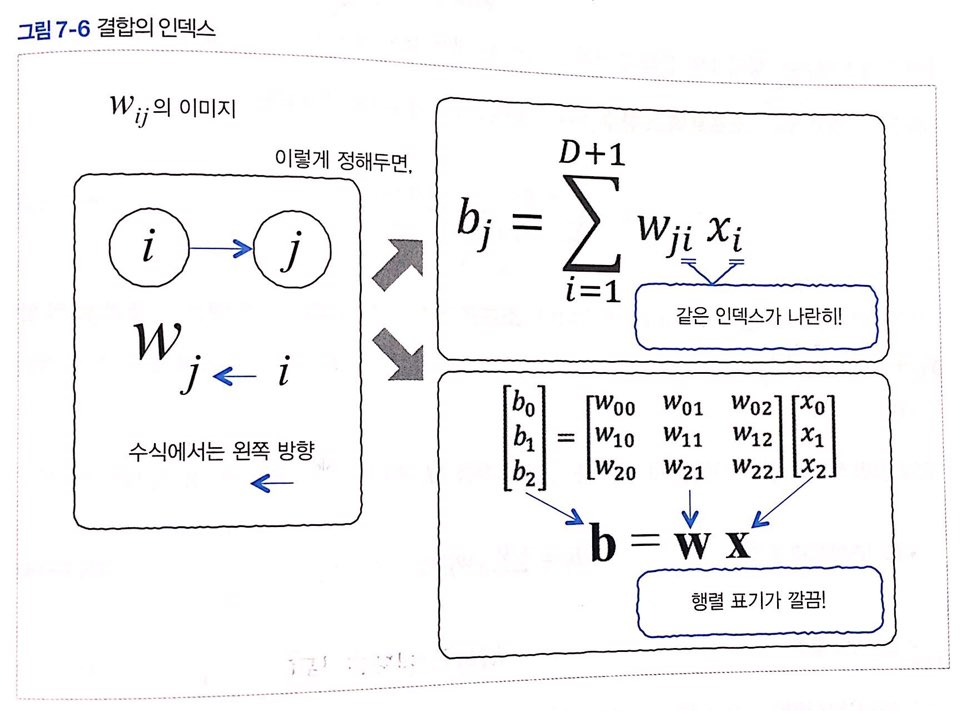 그림 7-6 결합의 인덱스
w_ij의 이미지
이렇게 정해두면,
i → j
w_j ← i
수식에서는 왼쪽 방향
←
D+1
b_j = ∑ w_ji x_i
i=1
같은 인덱스가 나란히!
[b_0] = [w_00 w_01 w_02] [x_0]
[b_1] = [w_10 w_11 w_12] [x_1]
[b_2] = [w_20 w_21 w_22] [x_2]
b = w x
행렬 표기가 깔끔!